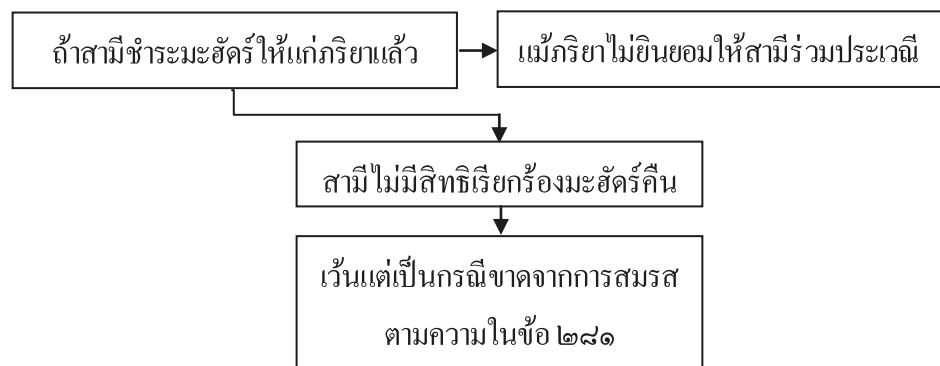 ถ้าสามีชำระมะฮัดร์ให้แก่ภริยาแล้ว
แม้ภริยาไม่ยินยอมให้สามีร่วมประเวณี
สามีไม่มีสิทธิเรียกร้องมะฮัดร์คืน
เว้นแต่เป็นกรณีขาดจากการสมรส
ตามความในข้อ ๒๘๑